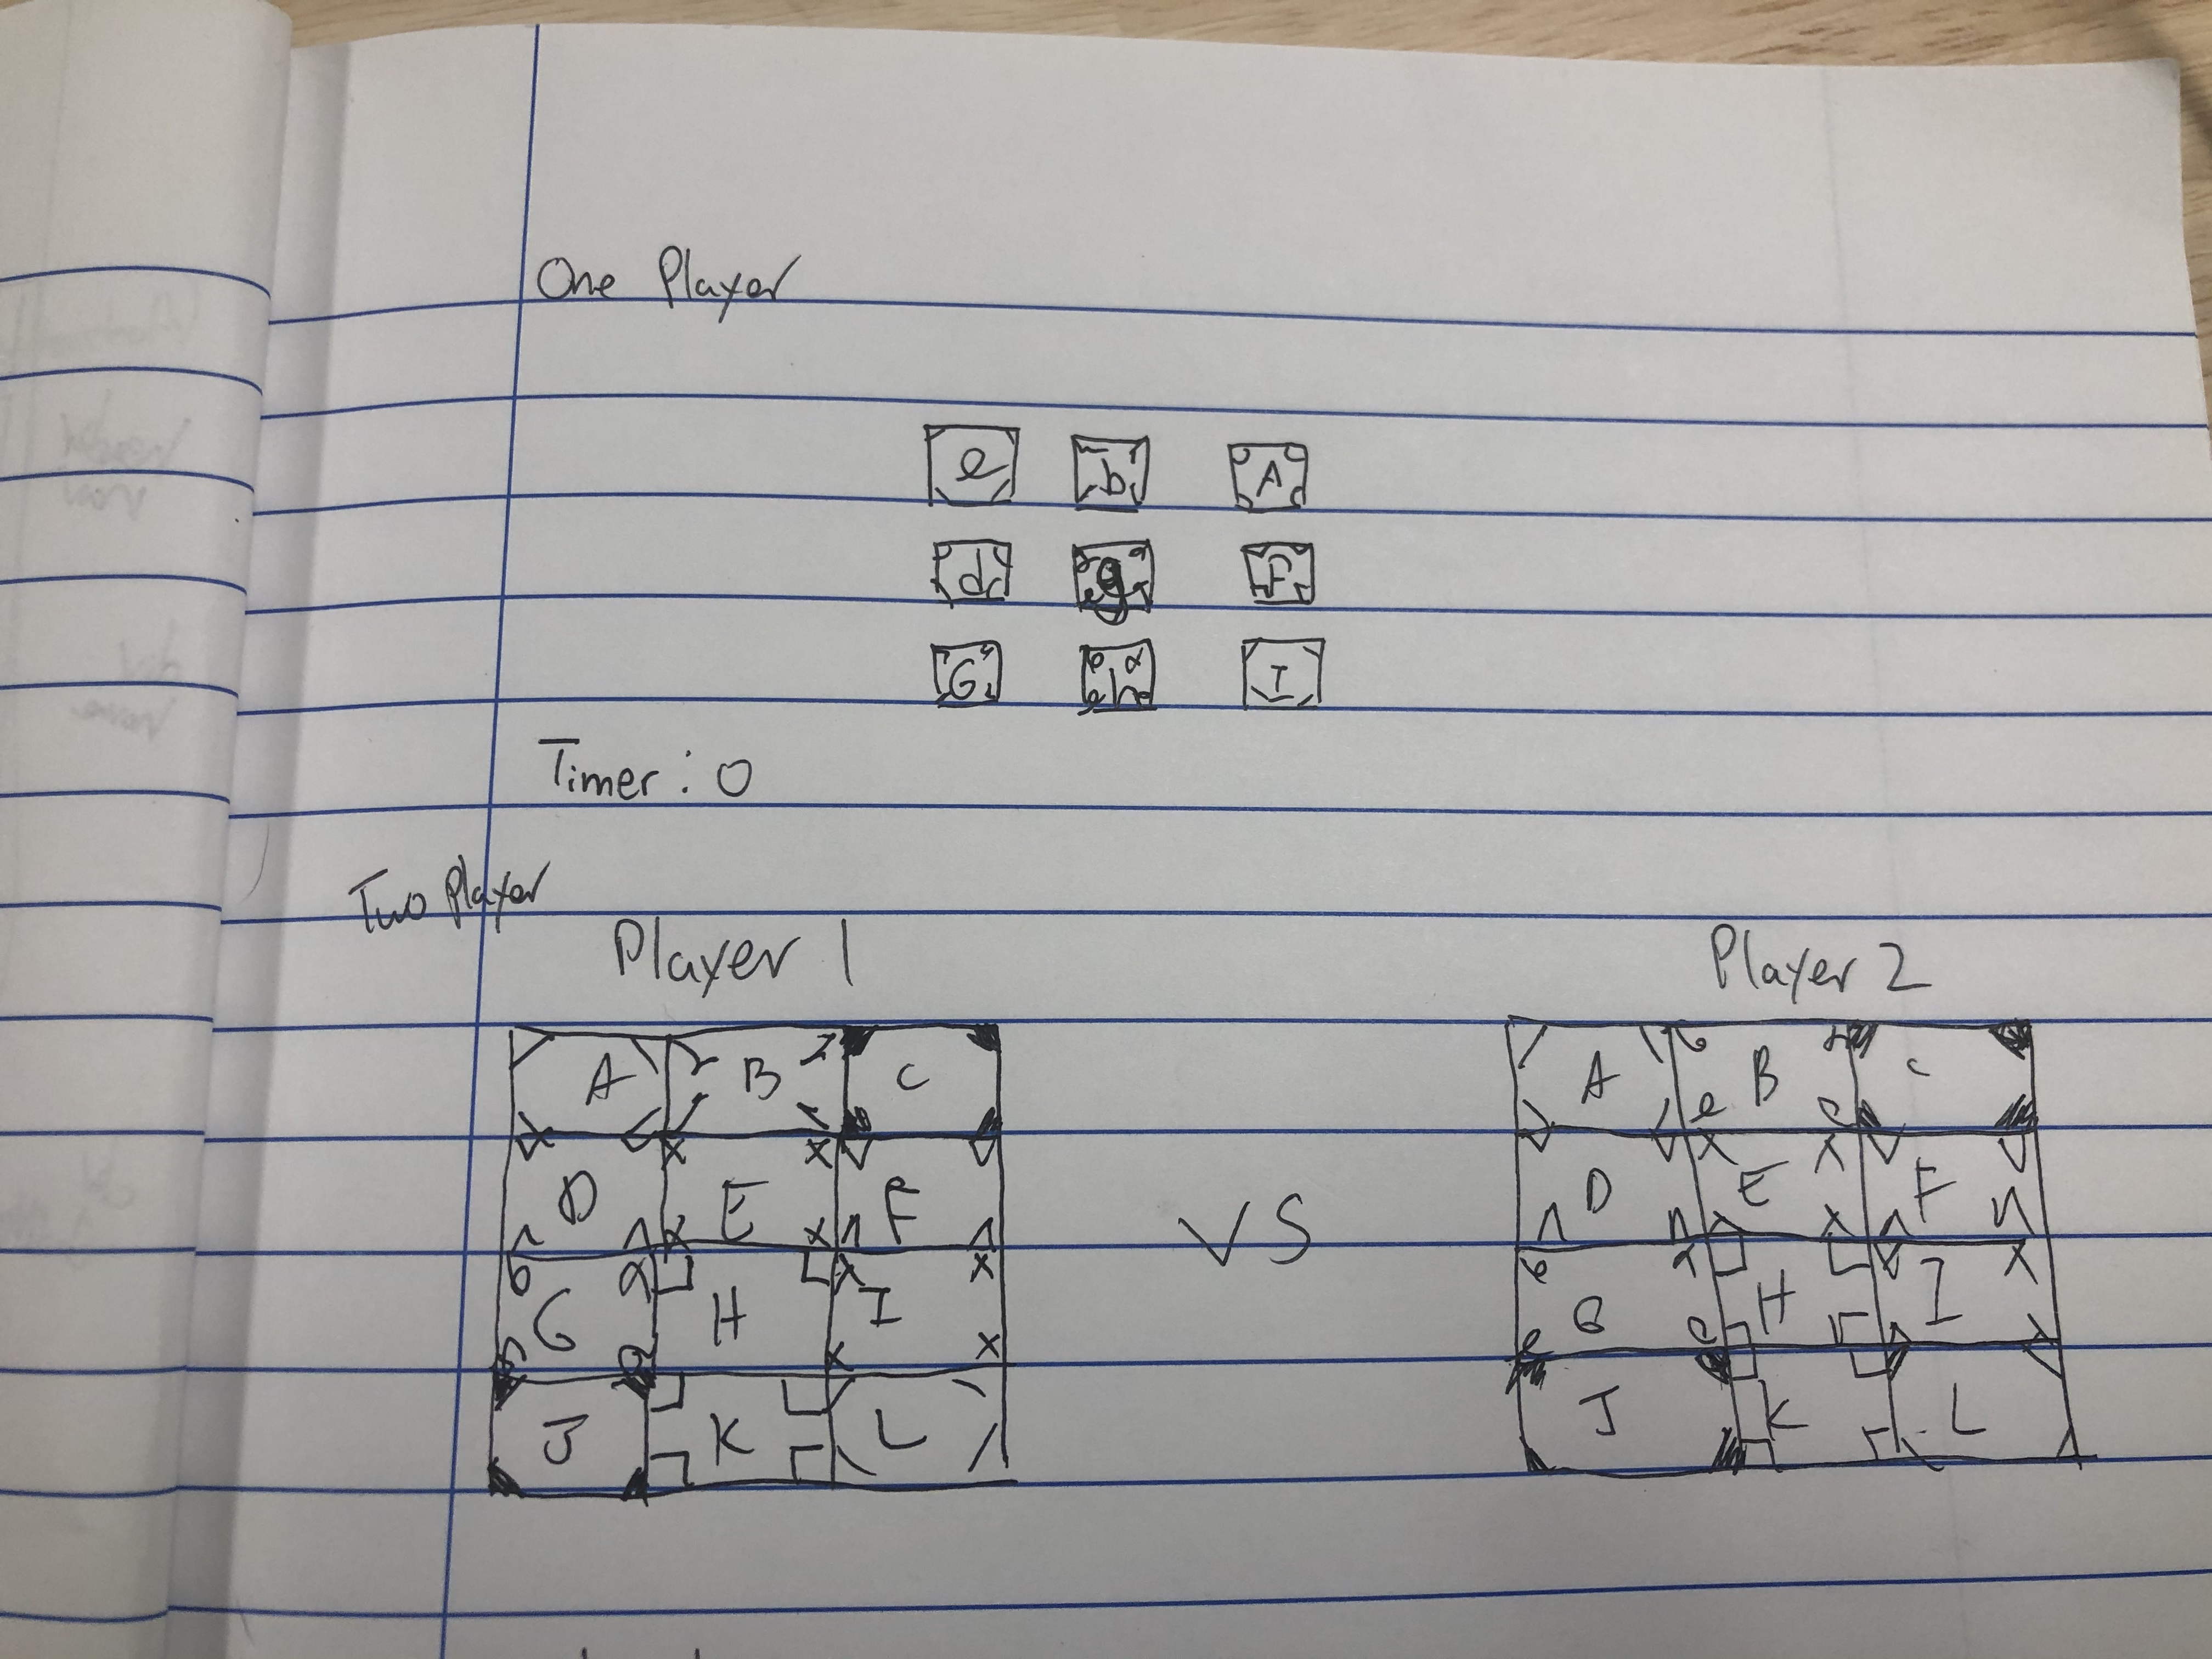 One Player
e b A
d g F
G h I
Timer: 0
Two Player
Player 1 Player 2
A B C
D E F
G H I
J K L
VS
A B C
D E F
G H I
J K L